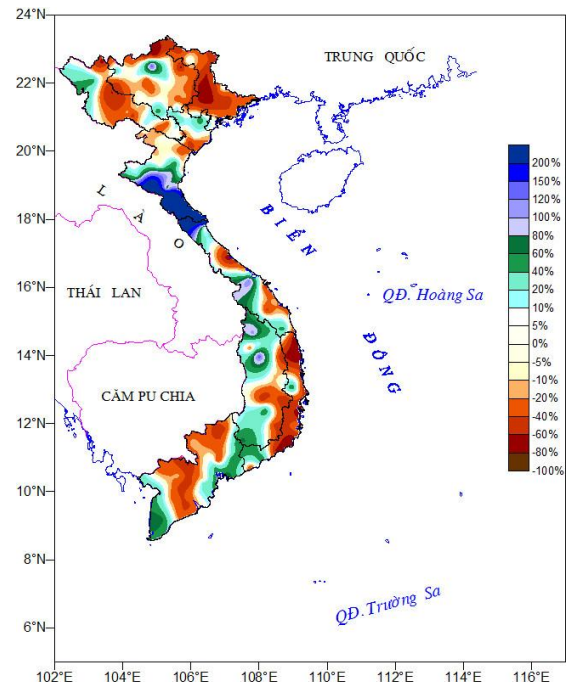 24°N
22°N
20°N
18°N
16°N
14°N
12°N
10°N
8°N
6°N
TRUNG QUỐC
LÀO
BIỂN ĐÔNG
THÁI LAN
QĐ. Hoàng Sa
CĂM PU CHIA
QĐ. Trường Sa
200%
150%
120%
100%
80%
60%
40%
20%
10%
5%
0%
-5%
-10%
-20%
-40%
-60%
-80%
-100%
102°E 104°E 106°E 108°E 110°E 112°E 114°E 116°E